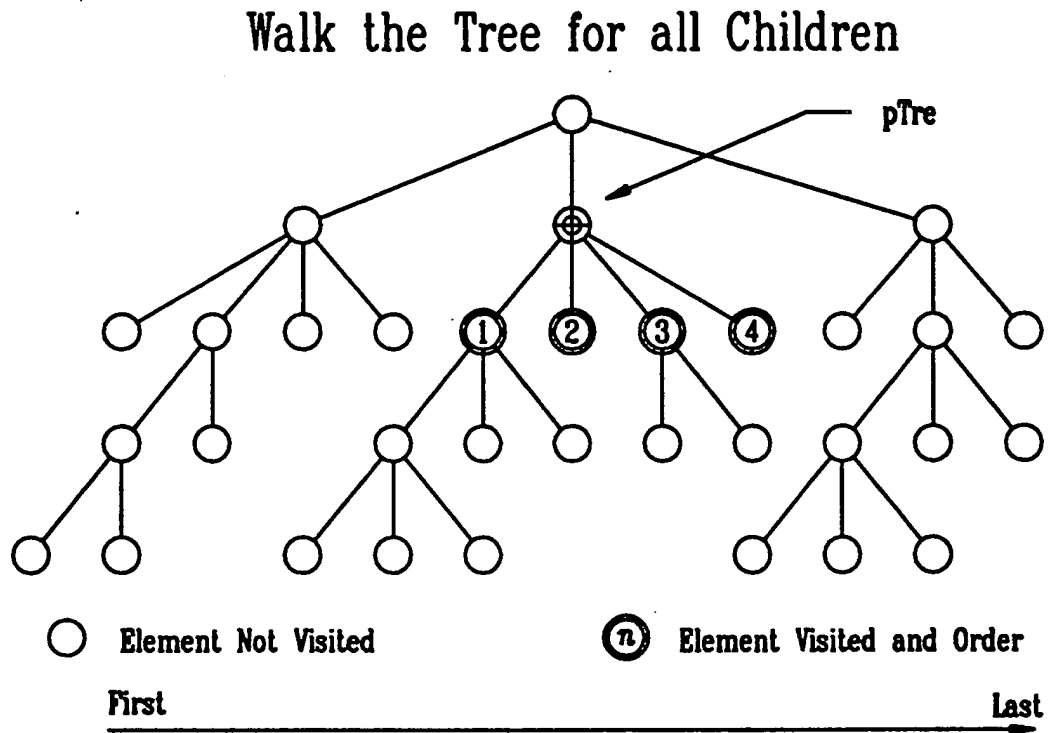 Walk the Tree for all Children
pTre
1 2 3 4
Element Not Visited
n Element Visited and Order
First
Last